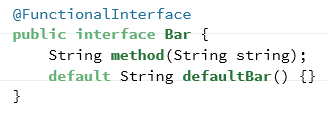 @FunctionalInterface
public interface Bar {
    String method(String string);
    default String defaultBar() {}
}